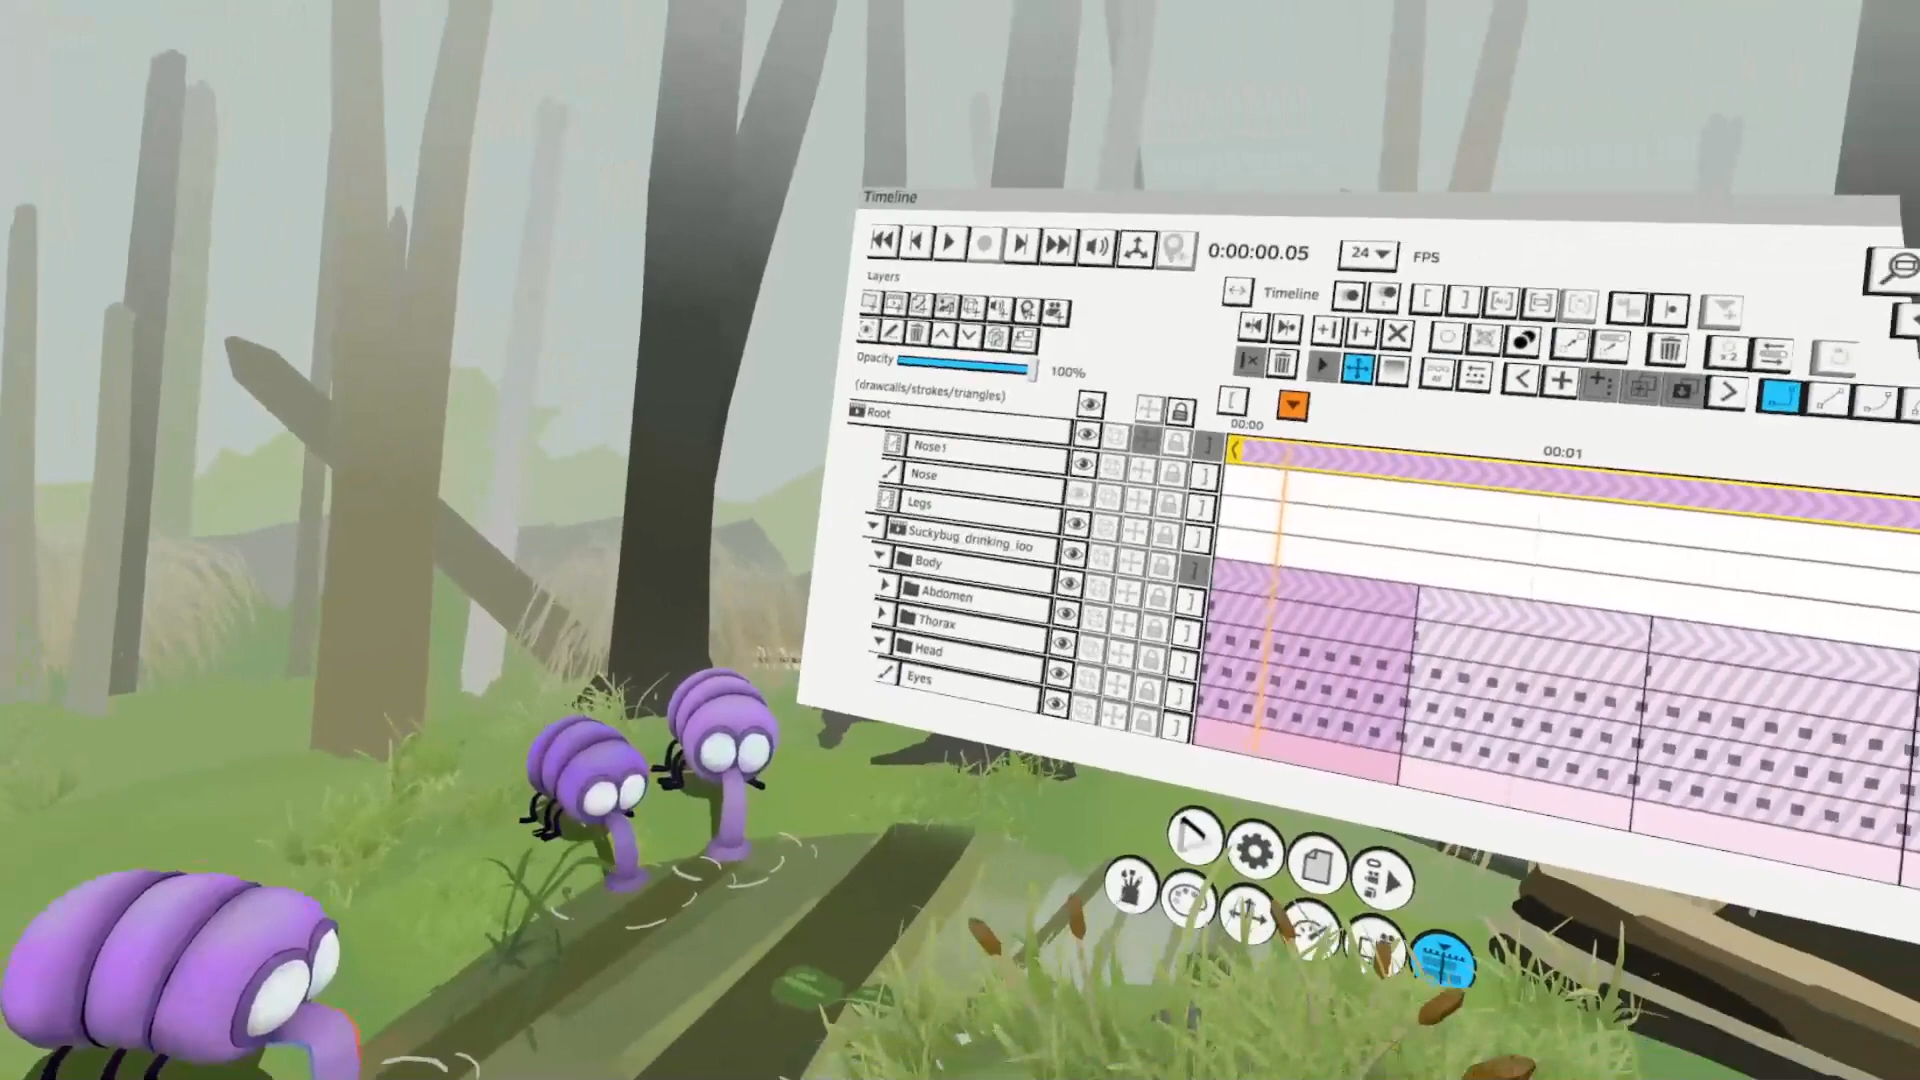 Timeline
0:00:00.05
24
FPS
Layers
Timeline
Opacity
100%
(drawcalls/strokes/triangles)
Root
00:00
00:01
Nose1
Nose
Legs
Suckybug_drinking_loo
Body
Abdomen
Thorax
Head
Eyes